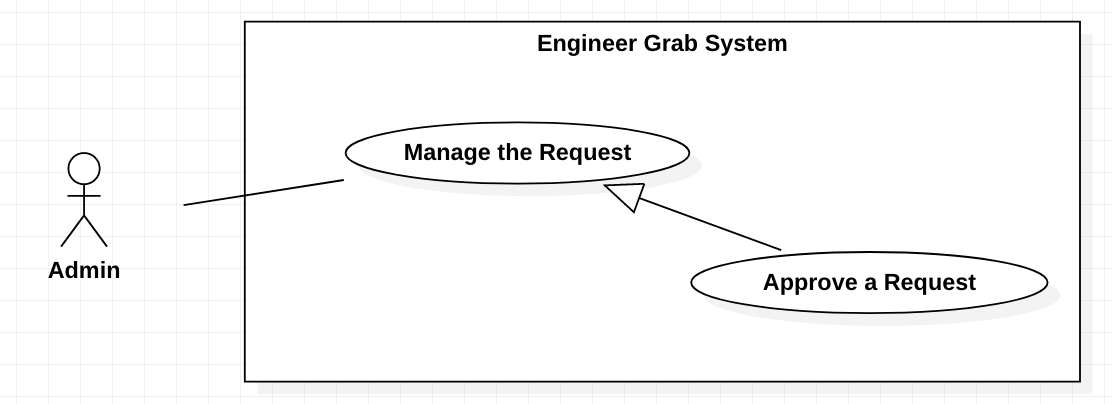 Engineer Grab System
Manage the Request
Admin
Approve a Request